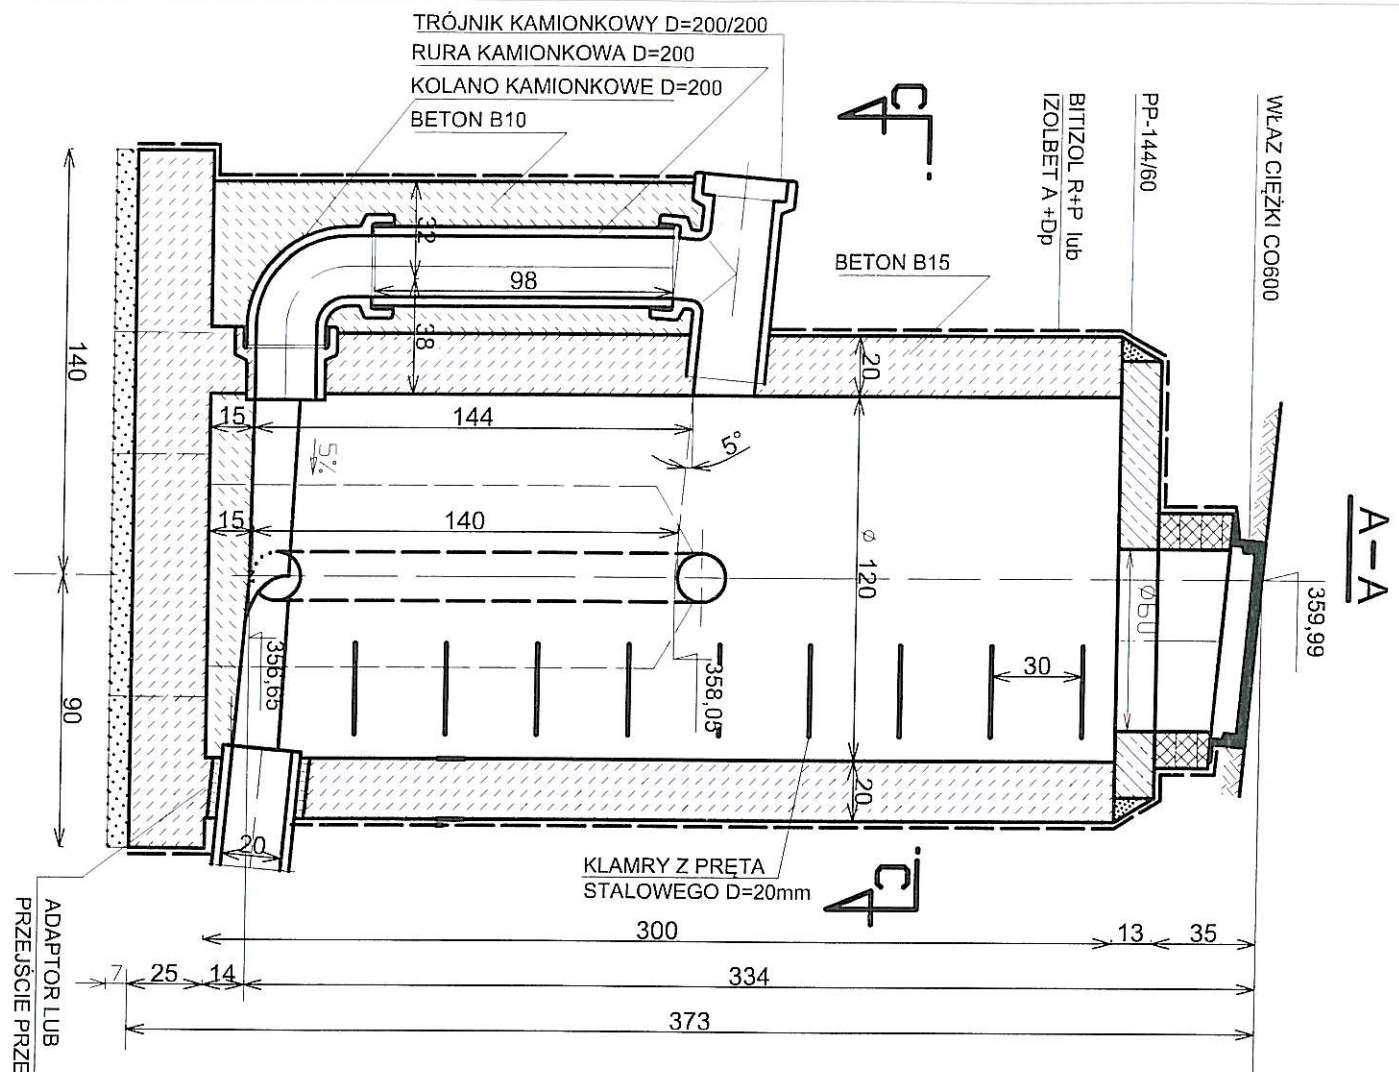 TRÓJNIK KAMIONKOWY D=200/200
RURA KAMIONKOWA D=200
KOLANO KAMIONKOWE D=200
BETON B10
C
BITIZOL R+P lub
IZOLBET A +Dp
PP-144/60
WŁAZ CIĘŻKI CO600
BETON B15
A-A
359,99
32
98
38
20
140
15
144
5%
5°
15
140
ø 120
ø60
30
356,65
358,05
90
20
20
KLAMRY Z PRĘTA
STALOWEGO D=20mm
C
ADAPTOR LUB
PRZEJŚCIE PRZE
300
13
35
7
25
14
334
373